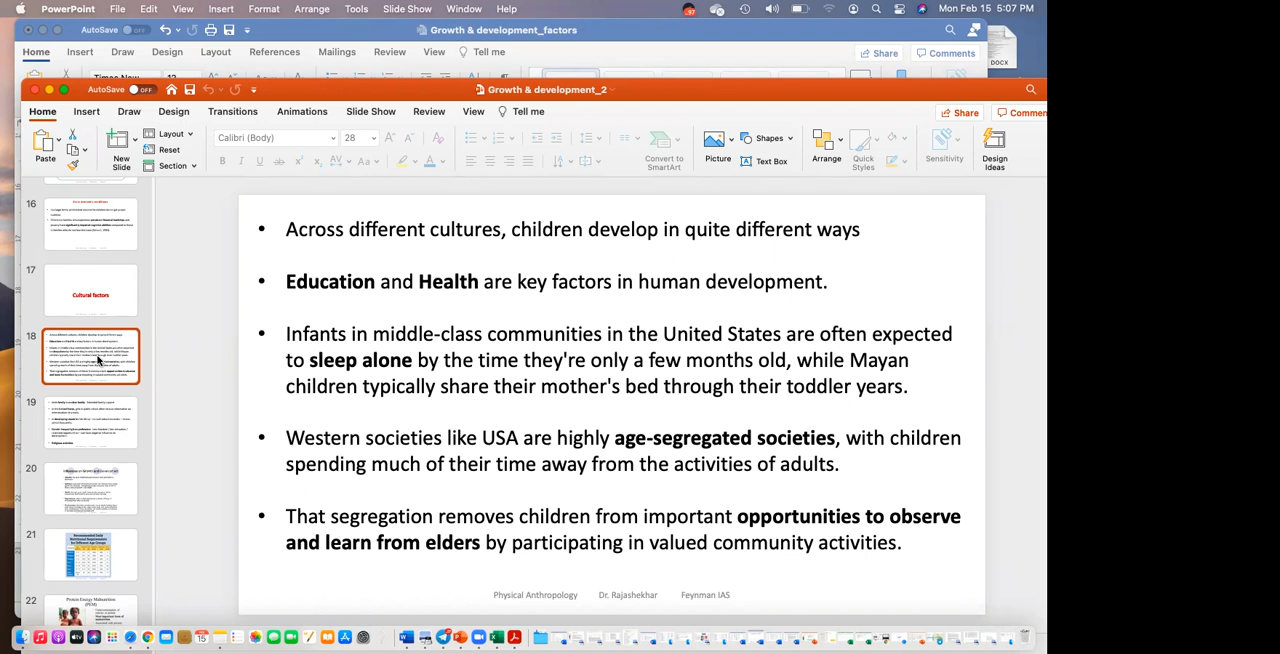 PowerPoint File Edit View Insert Format Arrange Tools Slide Show Window Help
Mon Feb 15 5:07 PM
AutoSave OFF
Growth & development_factors
Home Insert Draw Design Layout References Mailings Review View Tell me
Share Comments
DOCX
AutoSave OFF
Growth & development_2
Home Insert Draw Design Transitions Animations Slide Show Review View Tell me
Share Commen
Paste
New Slide
Layout
Reset
Section
Calibri (Body) 28
Convert to SmartArt
Picture
Shapes
Text Box
Arrange
Quick Styles
Sensitivity
Design Ideas
16
17
Cultural factors
18
19
20
21
22
• Across different cultures, children develop in quite different ways
• Education and Health are key factors in human development.
• Infants in middle-class communities in the United States are often expected
to sleep alone by the time they're only a few months old, while Mayan
children typically share their mother's bed through their toddler years.
• Western societies like USA are highly age-segregated societies, with children
spending much of their time away from the activities of adults.
• That segregation removes children from important opportunities to observe
and lean from elders by participating in valued community activities.
Physical Anthropology Dr. Rajashekhar Feynman IAS